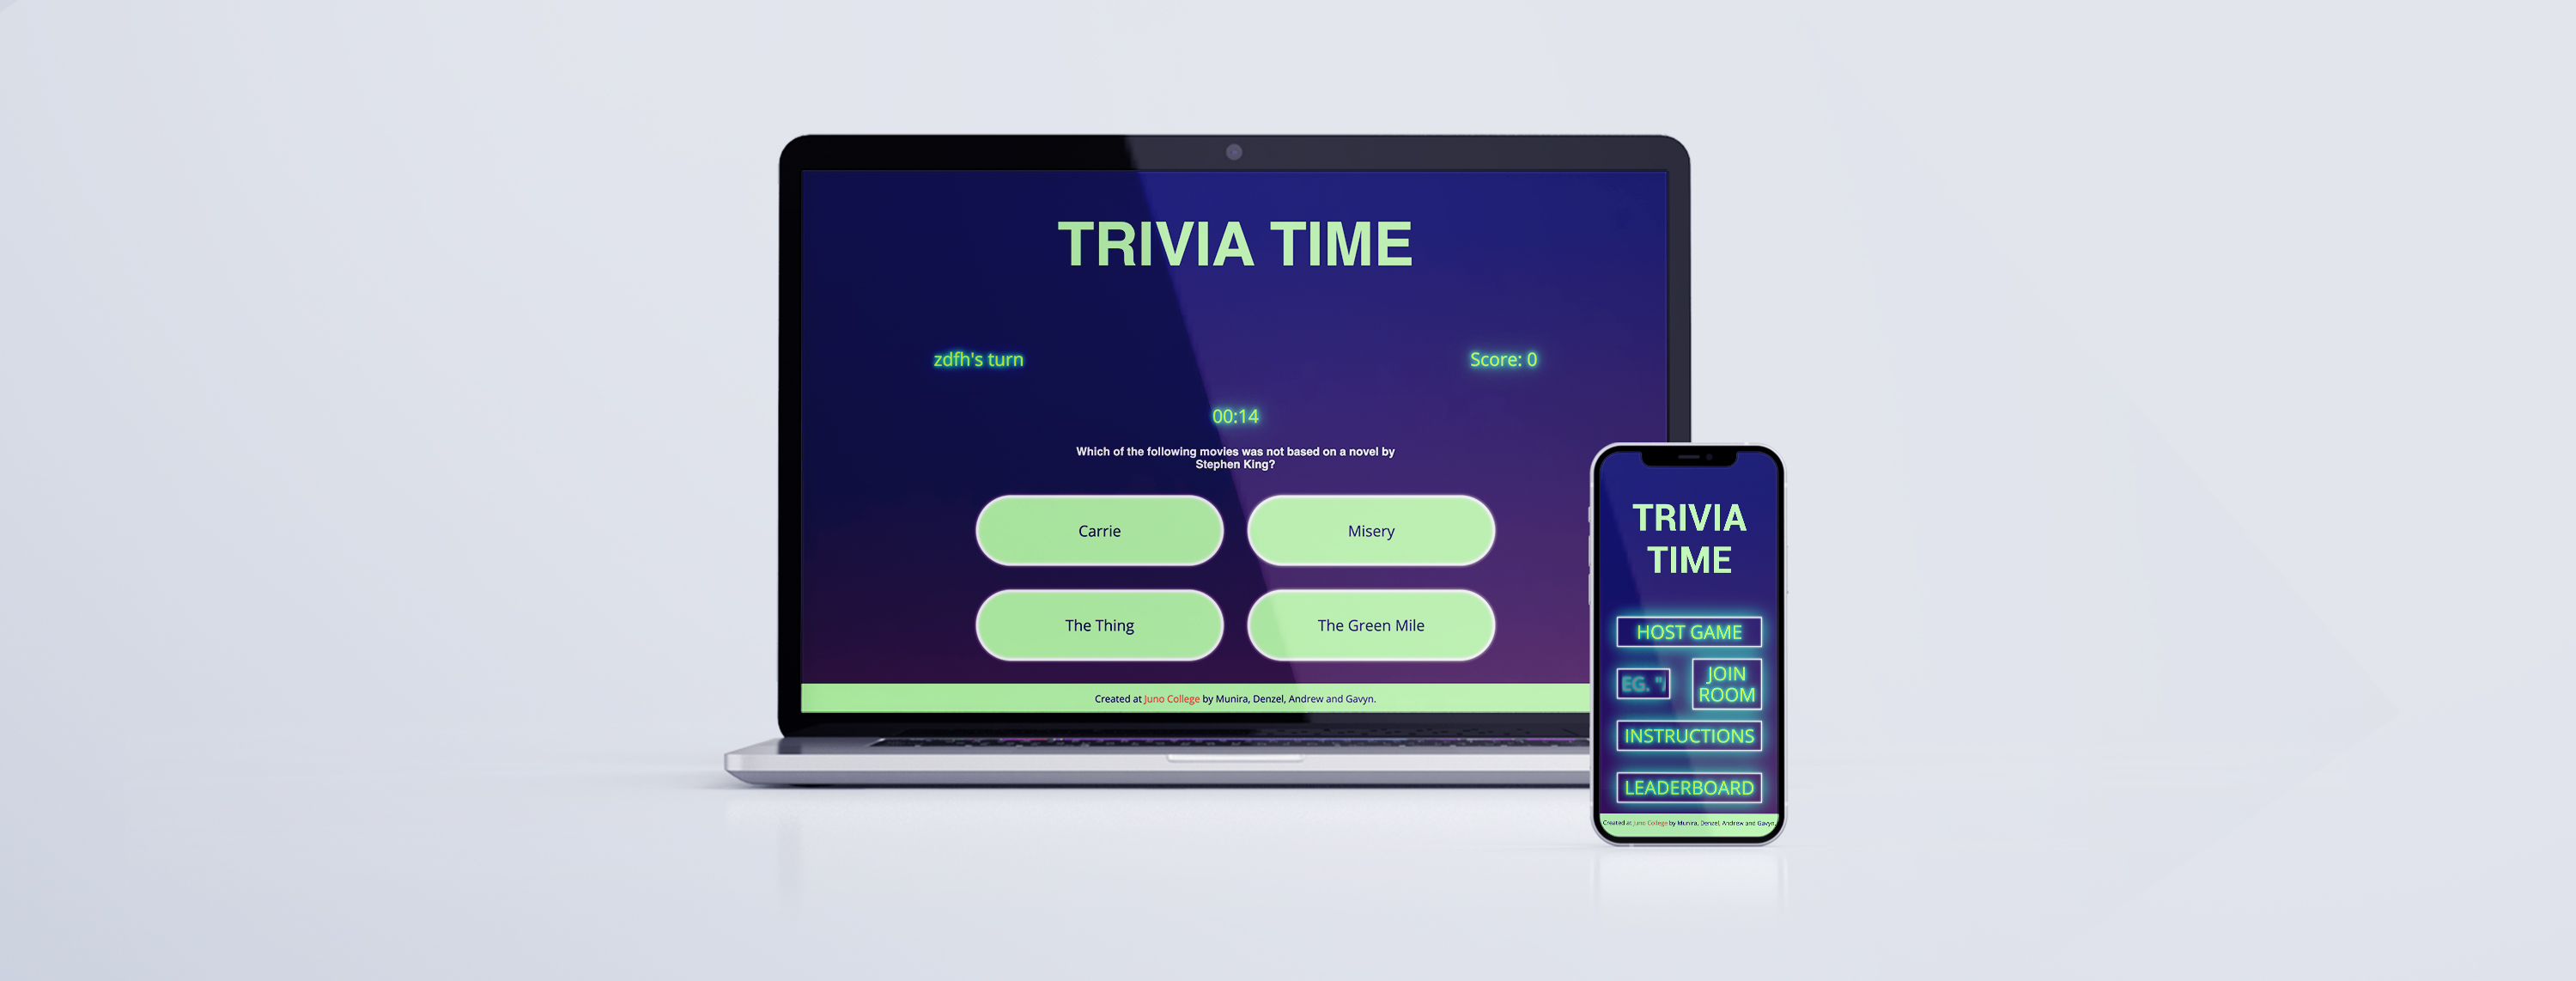 TRIVIA TIME
zdfh's turn
Score: 0
00:14
Which of the following movies was not based on a novel by
Stephen King?
Carrie
Misery
The Thing
The Green Mile
Created at Juno College by Munira, Denzel, Andrew and Gavyn.
TRIVIA
TIME
HOST GAME
EG. "
JOIN
ROOM
INSTRUCTIONS
LEADERBOARD
Created at Juno College by Munira, Denzel, Andrew and Gavyn.